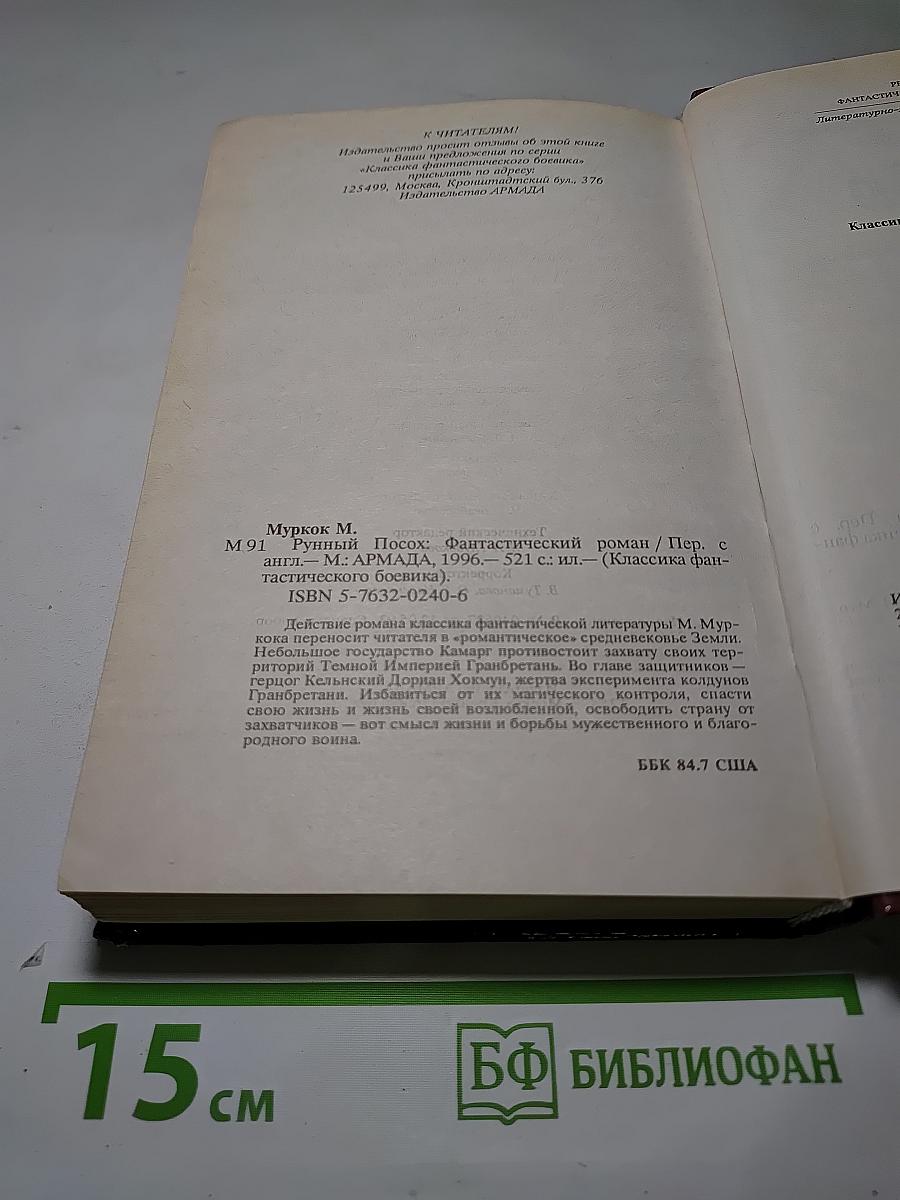 К ЧИТАТЕЛЯМ!
Издательство просит отзывы об этой книге
и Ваши предложения по серии
«Классика фантастического боевика»
присылать по адресу:
125499, Москва, Кронштадтский бул., 37б
Издательство АРМАДА
ФАНТАСТИЧ
Литературно-
Классик
Муркок М.
М 91 Рунный Посох: Фантастический роман / Пер. с
англ.— М.: АРМАДА, 1996.— 521 с.: ил.— (Классика фан-
тастического боевика).
ISBN 5-7632-0240-6
Действие романа классика фантастической литературы М. Мур-
кока переносит читателя в «романтическое» средневековье Земли.
Небольшое государство Камарг противостоит захвату своих тер-
риторий Темной Империей Гранбретань. Во главе защитников —
герцог Кельнский Дориан Хокмун, жертва эксперимента колдунов
Гранбретани. Избавиться от их магического контроля, спасти
свою жизнь и жизнь своей возлюбленной, освободить страну от
захватчиков — вот смысл жизни и борьбы мужественного и благо-
родного воина.
ББК 84.7 США
15 см
БФ БИБЛИОФАН